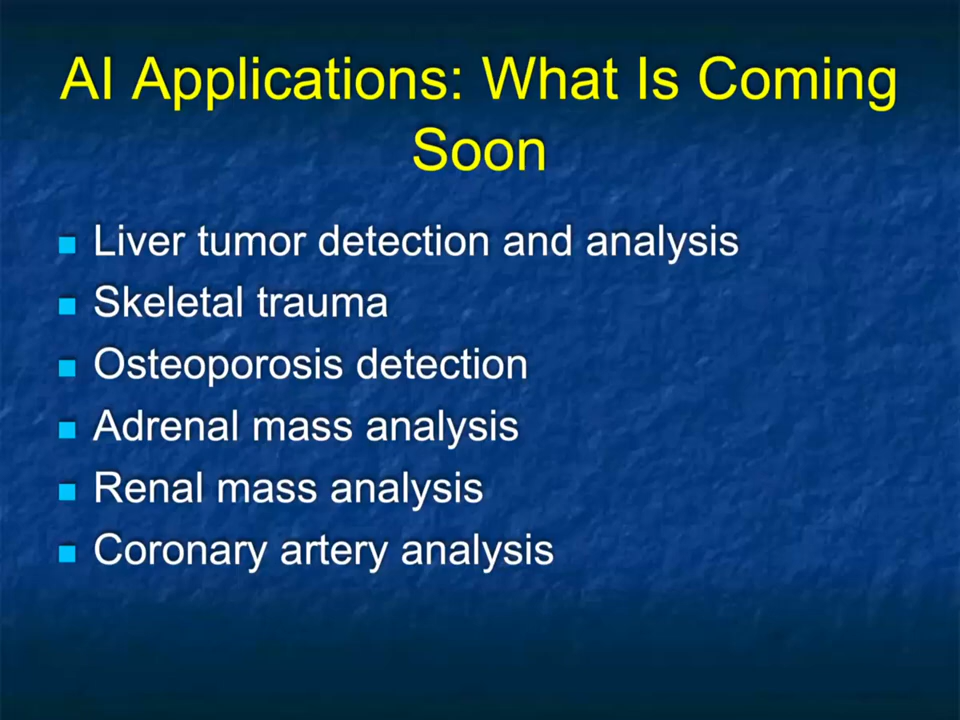 AI Applications: What Is Coming
Soon
Liver tumor detection and analysis
Skeletal trauma
Osteoporosis detection
Adrenal mass analysis
Renal mass analysis
Coronary artery analysis